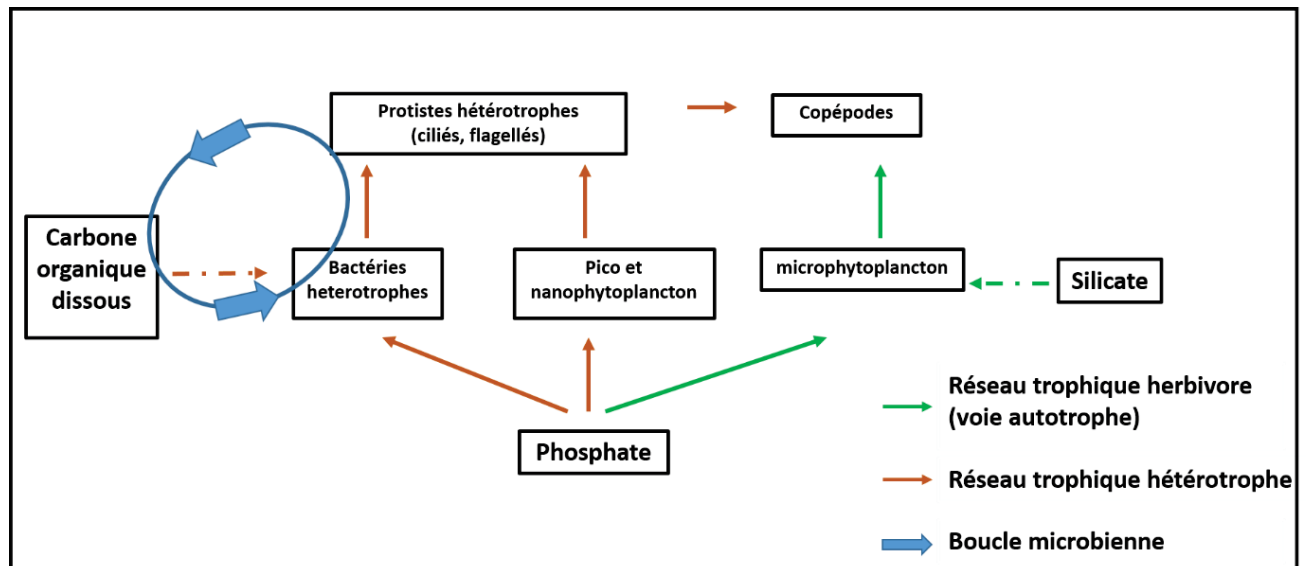 Protistes hétérotrophes
(ciliés, flagellés)
Copépodes
Carbone
organique
dissous
Bactéries
heterotrophes
Pico et
nanophytoplancton
microphytoplancton
Silicate
Phosphate
Réseau trophique herbivore
(voie autotrophe)
Réseau trophique hétérotrophe
Boucle microbienne